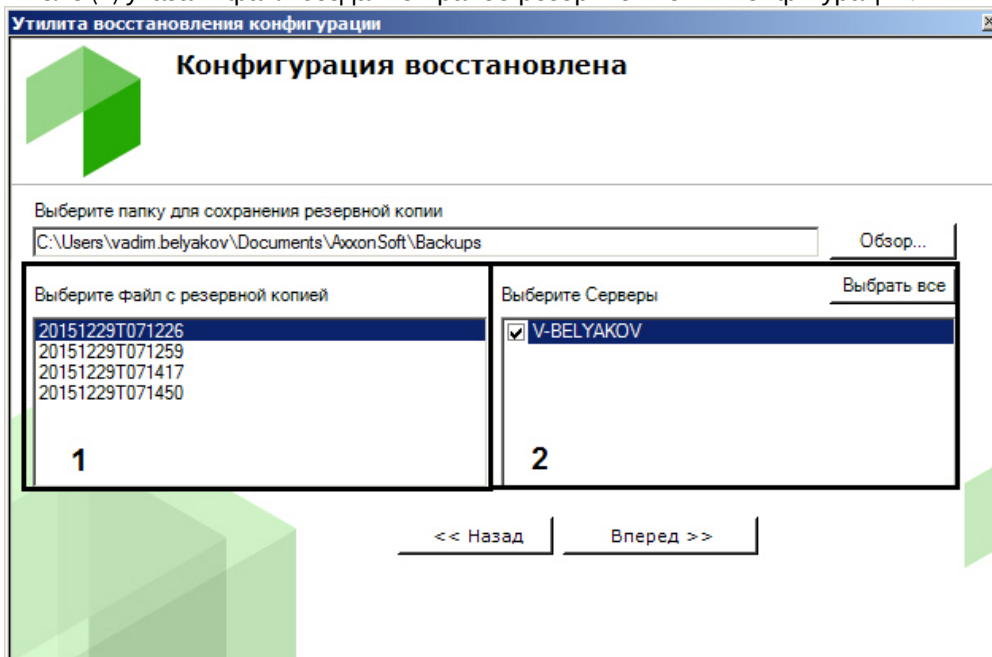 Утилита восстановления конфигурации
Конфигурация восстановлена
Выберите папку для сохранения резервной копии
C:\Users\vadim.belyakov\Documents\AxxonSoft\Backups
Обзор...
Выберите файл с резервной копией
Выберите Серверы
Выбрать все
20151229T071226
20151229T071259
20151229T071417
20151229T071450
V-BELYAKOV
1
2
<< Назад
Вперед >>